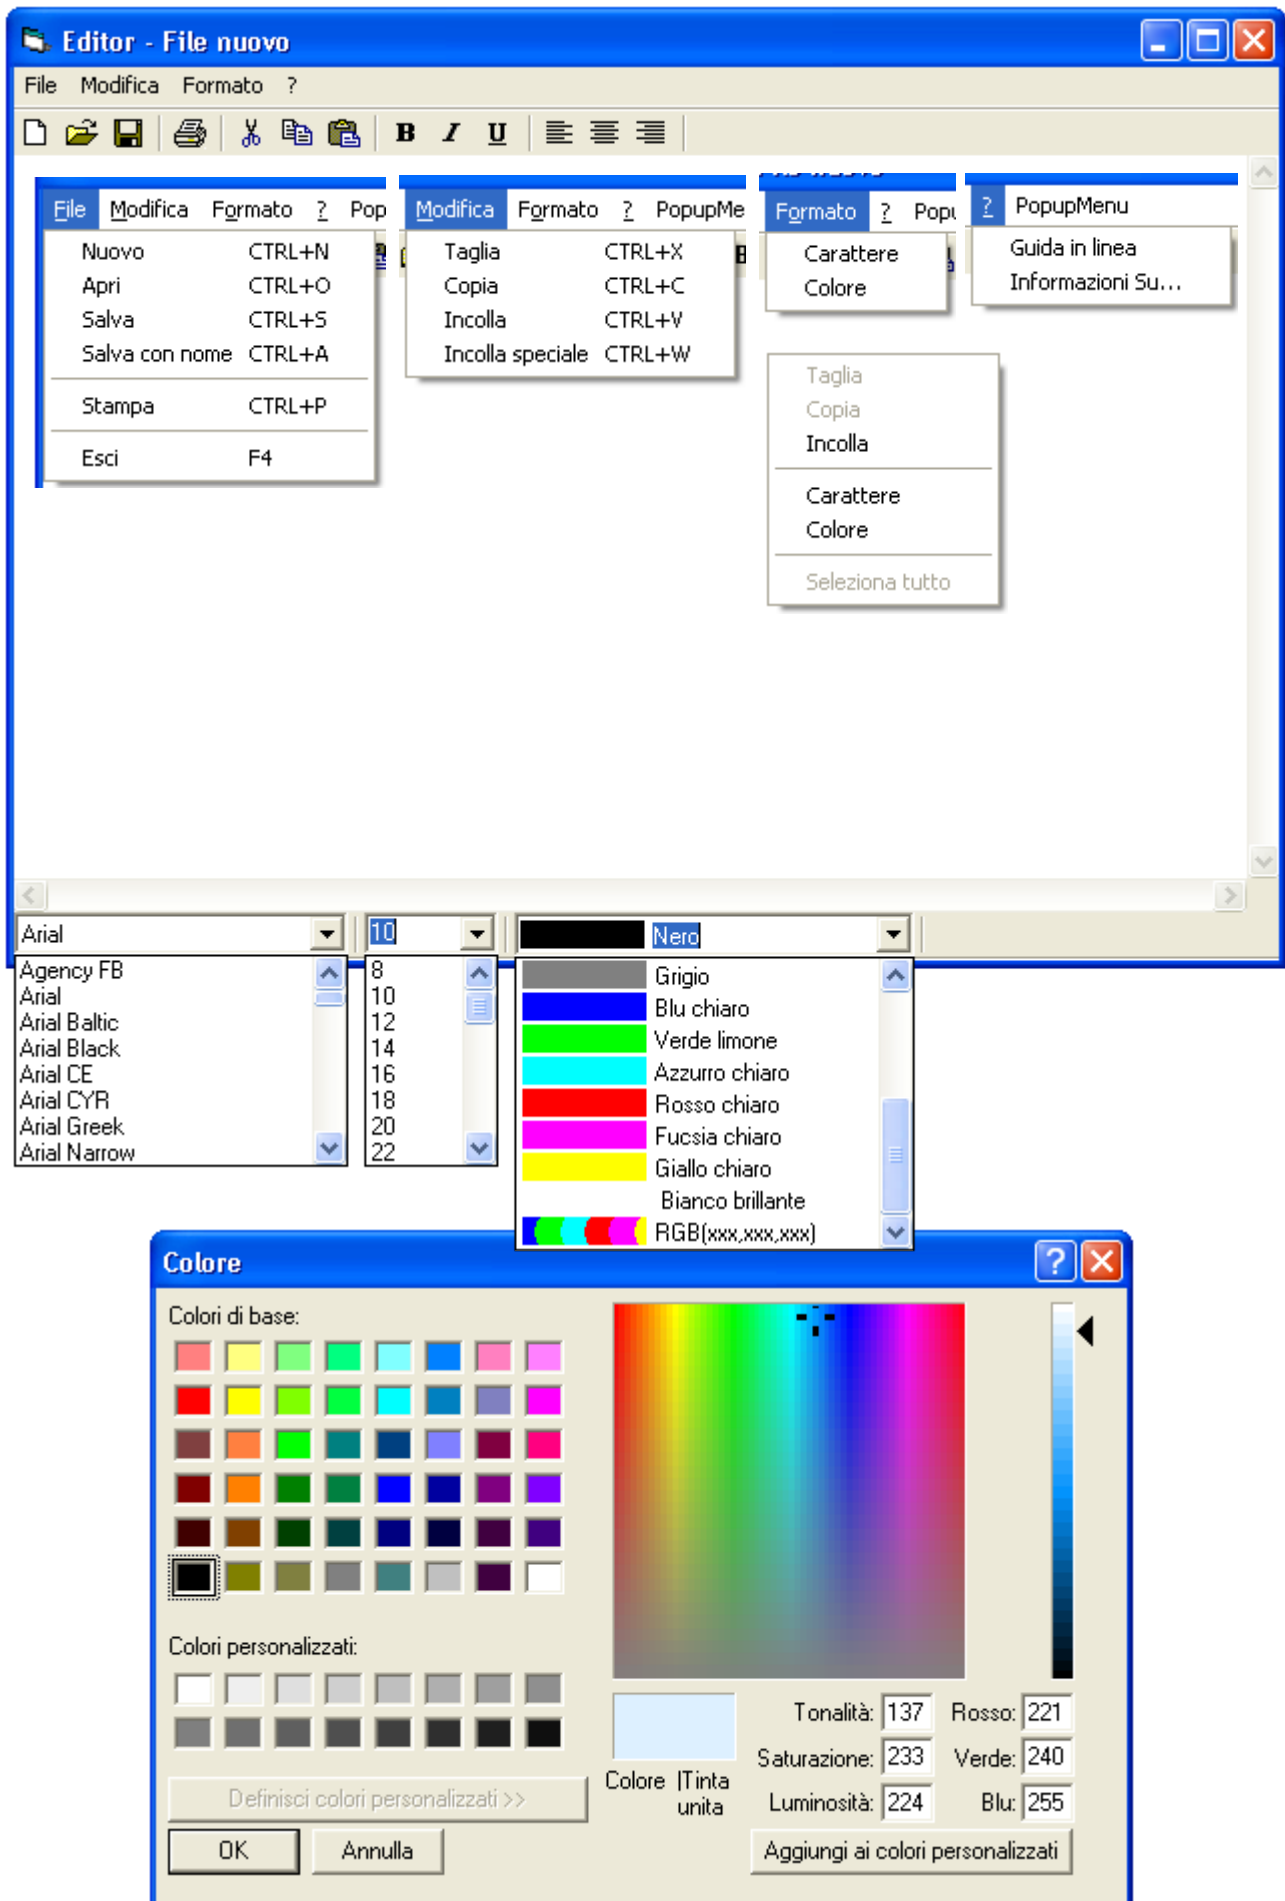 Editor - File nuovo
File Modifica Formato ?
B I U
File Modifica Formato ? Pop
Nuovo CTRL+N
Apri CTRL+O
Salva CTRL+S
Salva con nome CTRL+A
Stampa CTRL+P
Esci F4
Modifica Formato ? PopupMe
Taglia CTRL+X
Copia CTRL+C
Incolla CTRL+V
Incolla speciale CTRL+W
Formato ? Popu
Carattere
Colore
? PopupMenu
Guida in linea
Informazioni Su...
Taglia
Copia
Incolla
Carattere
Colore
Seleziona tutto
Arial
Agency FB
Arial
Arial Baltic
Arial Black
Arial CE
Arial CYR
Arial Greek
Arial Narrow
10
8
10
12
14
16
18
20
22
Nero
Grigio
Blu chiaro
Verde limone
Azzurro chiaro
Rosso chiaro
Fucsia chiaro
Giallo chiaro
Bianco brillante
RGB(xxx,xxx,xxx)
Colore
Colori di base:
Colori personalizzati:
Definisci colori personalizzati >>
OK Annulla
Colore |Tinta
unita
Tonalità: 137 Rosso: 221
Saturazione: 233 Verde: 240
Luminosità: 224 Blu: 255
Aggiungi ai colori personalizzati